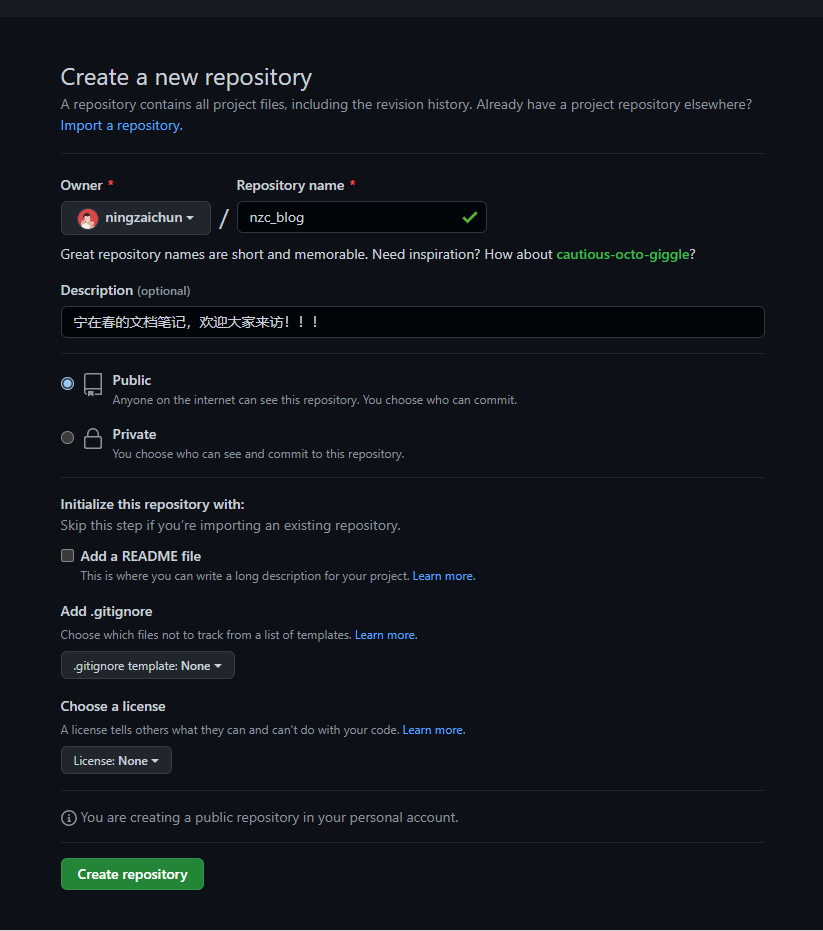 Create a new repository
A repository contains all project files, including the revision history. Already have a project repository elsewhere?
Import a repository.
Owner * Repository name *
ningzaichun / nzc_blog
Great repository names are short and memorable. Need inspiration? How about cautious-octo-giggle?
Description (optional)
宁在春的文档笔记，欢迎大家来访！！！
Public
Anyone on the internet can see this repository. You choose who can commit.
Private
You choose who can see and commit to this repository.
Initialize this repository with:
Skip this step if you're importing an existing repository.
Add a README file
This is where you can write a long description for your project. Learn more.
Add .gitignore
Choose which files not to track from a list of templates. Learn more.
.gitignore template: None
Choose a license
A license tells others what they can and can't do with your code. Learn more.
License: None
You are creating a public repository in your personal account.
Create repository